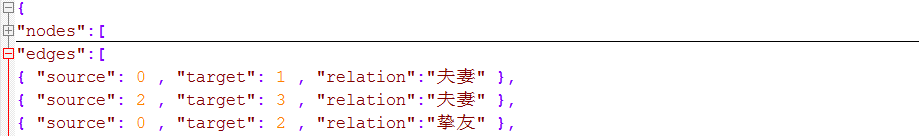 {
"nodes":[
"edges":[
{ "source": 0 , "target": 1 , "relation":"夫妻" },
{ "source": 2 , "target": 3 , "relation":"夫妻" },
{ "source": 0 , "target": 2 , "relation":"挚友" },